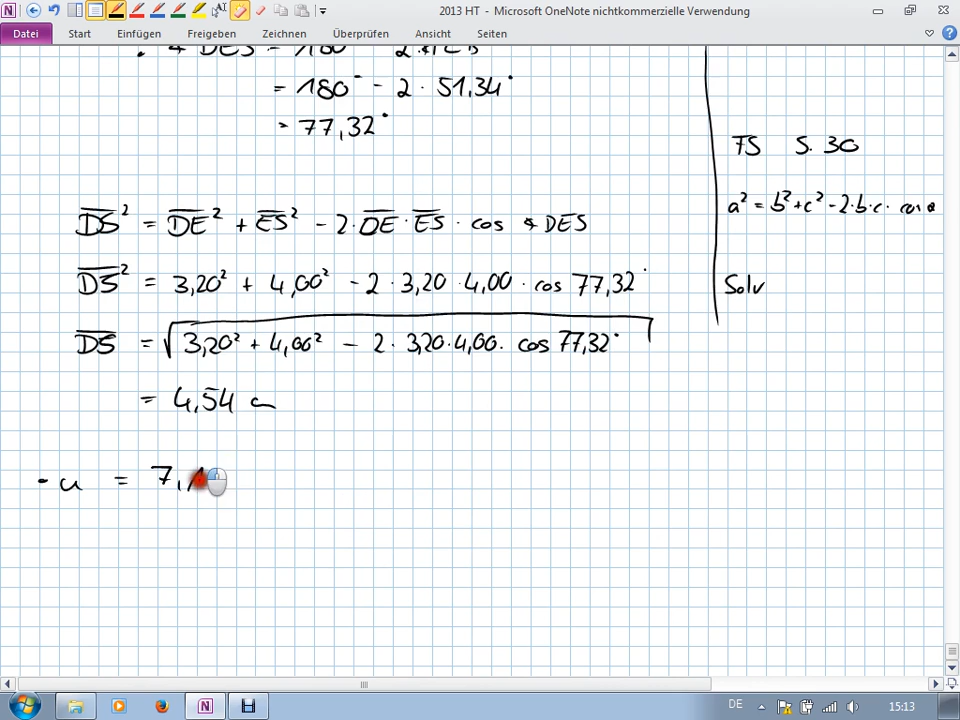 2013 HT - Microsoft OneNote nichtkommerzielle Verwendung
Datei Start Einfügen Freigeben Zeichnen Überprüfen Ansicht Seiten
= 180° - 2 · 51,34°
= 77,32°
FS S. 30
DS² = DE² + ES² - 2·DE·ES · cos ∢DES
a² = b² + c² - 2·b·c· cos α
DS² = 3,20² + 4,00² - 2 · 3,20 · 4,00 · cos 77,32°
Solv
DS = √3,20² + 4,00² - 2 · 3,20·4,00· cos 77,32°
= 4,54 cm
- u = 7,
DE 15:13